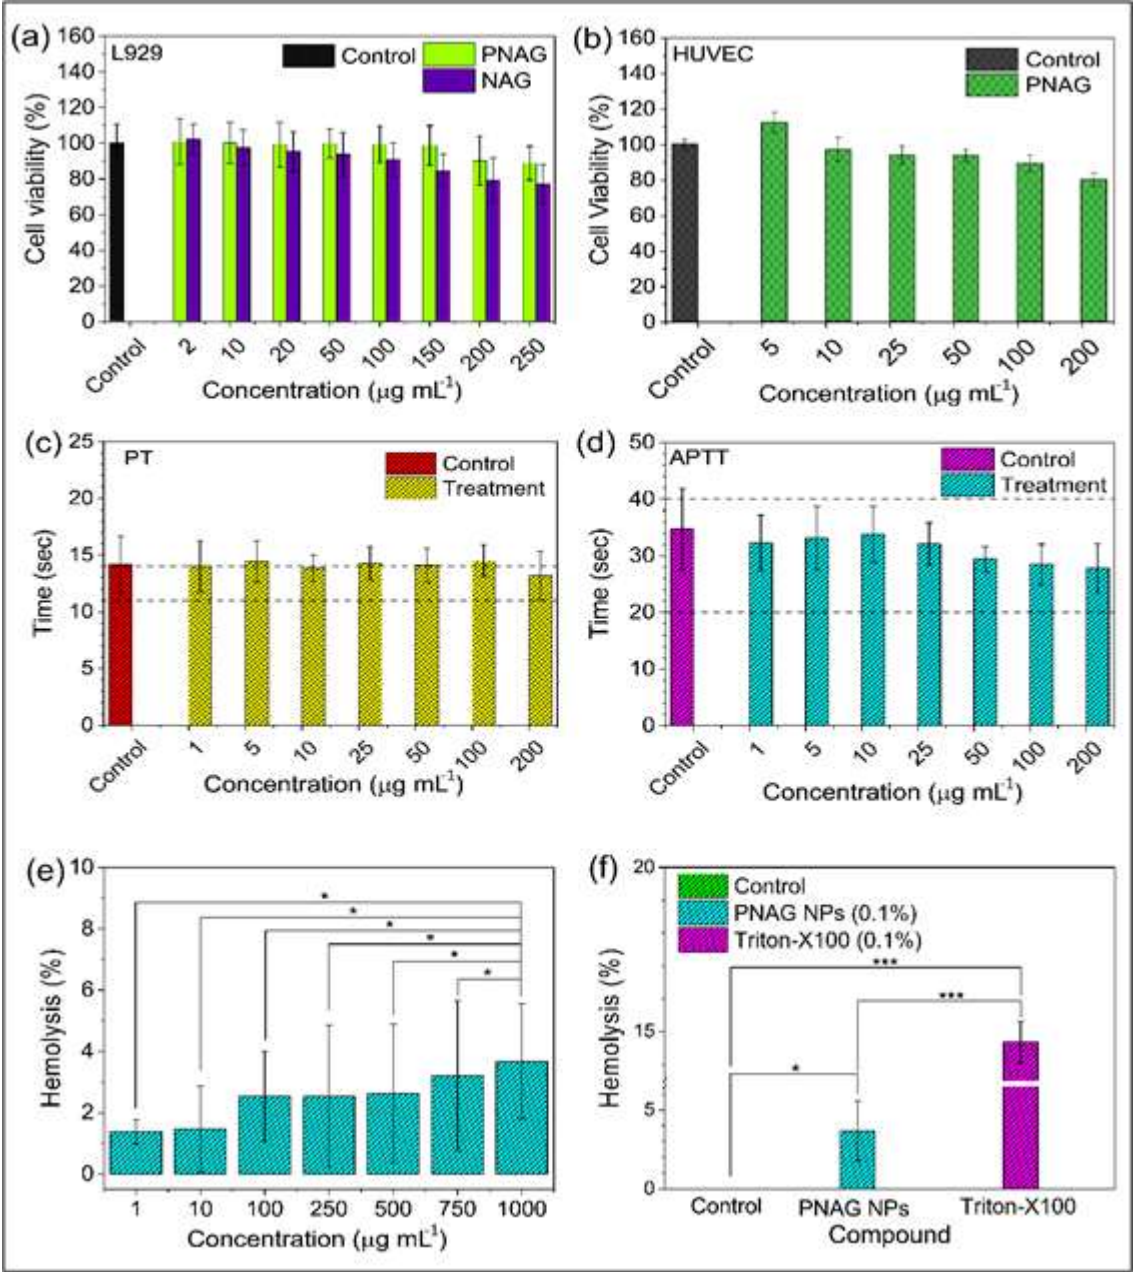 (a)
L929
Control
PNAG
NAG
Cell viability (%)
160
140
120
100
80
60
40
20
0
Control 2 10 20 50 100 150 200 250
Concentration (μg mL⁻¹)
(b)
HUVEC
Control
PNAG
Cell Viability (%)
160
140
120
100
80
60
40
20
0
Control 5 10 25 50 100 200
Concentration (μg mL⁻¹)
(c)
PT
Control
Treatment
Time (sec)
25
20
15
10
5
0
Control 1 5 10 25 50 100 200
Concentration (μg mL⁻¹)
(d)
APTT
Control
Treatment
Time (sec)
50
40
30
20
10
0
Control 1 5 10 25 50 100 200
Concentration (μg mL⁻¹)
(e)
Hemolysis (%)
10
8
6
4
2
0
*
*
*
*
*
*
1 10 100 250 500 750 1000
Concentration (μg mL⁻¹)
(f)
Control
PNAG NPs (0.1%)
Triton-X100 (0.1%)
Hemolysis (%)
20
15
5
0
***
***
*
Control PNAG NPs Triton-X100
Compound